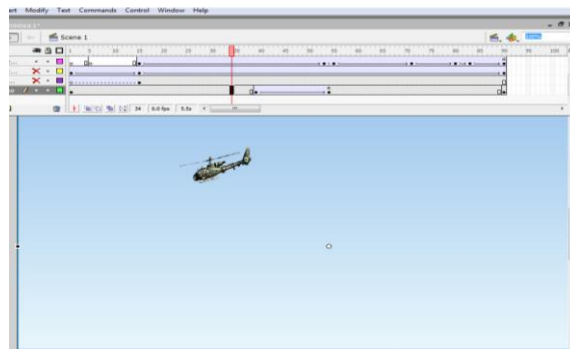 Modify Text Commands Control Window Help
Scene 1
100%
1 5 10 15 20 25 30 35 40 45 50 55 60 65 70 75 80 85 90 95 100
34 6.0 fps 5.5s